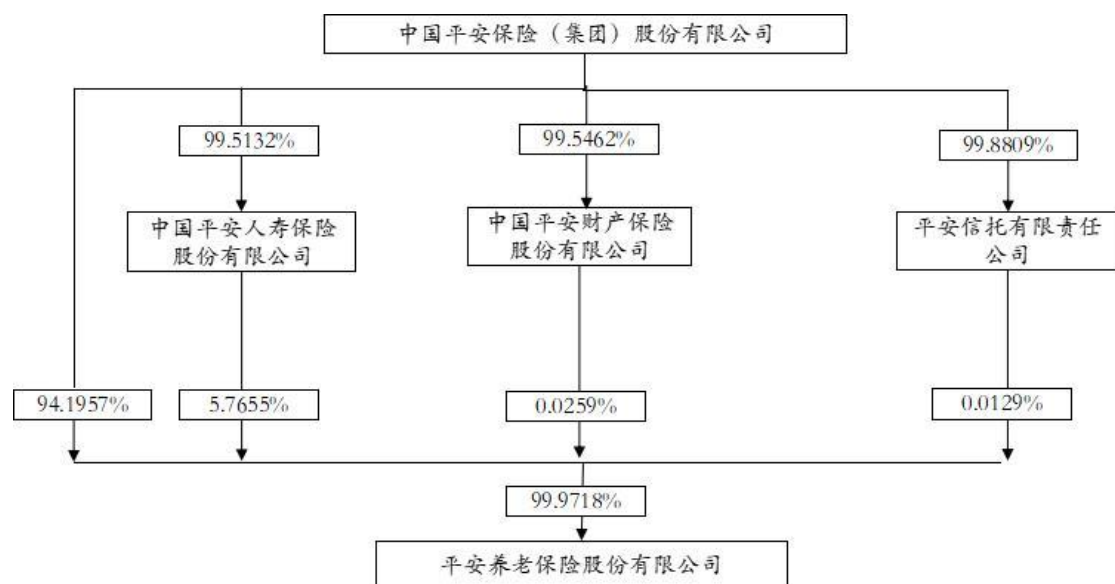 中国平安保险（集团）股份有限公司
99.5132%
99.5462%
99.8809%
中国平安人寿保险
股份有限公司
中国平安财产保险
股份有限公司
平安信托有限责任
公司
94.1957%
5.7655%
0.0259%
0.0129%
99.9718%
平安养老保险股份有限公司